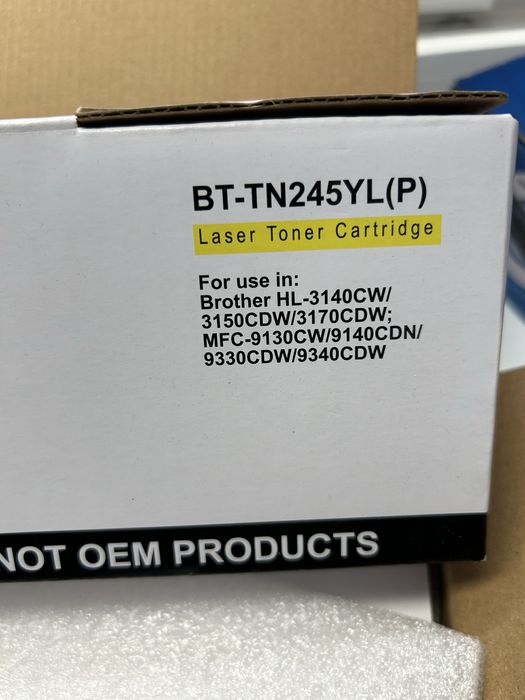 BT-TN245YL(P)
Laser Toner Cartridge
For use in:
Brother HL-3140CW/
3150CDW/3170CDW;
MFC-9130CW/9140CDN/
9330CDW/9340CDW
NOT OEM PRODUCTS